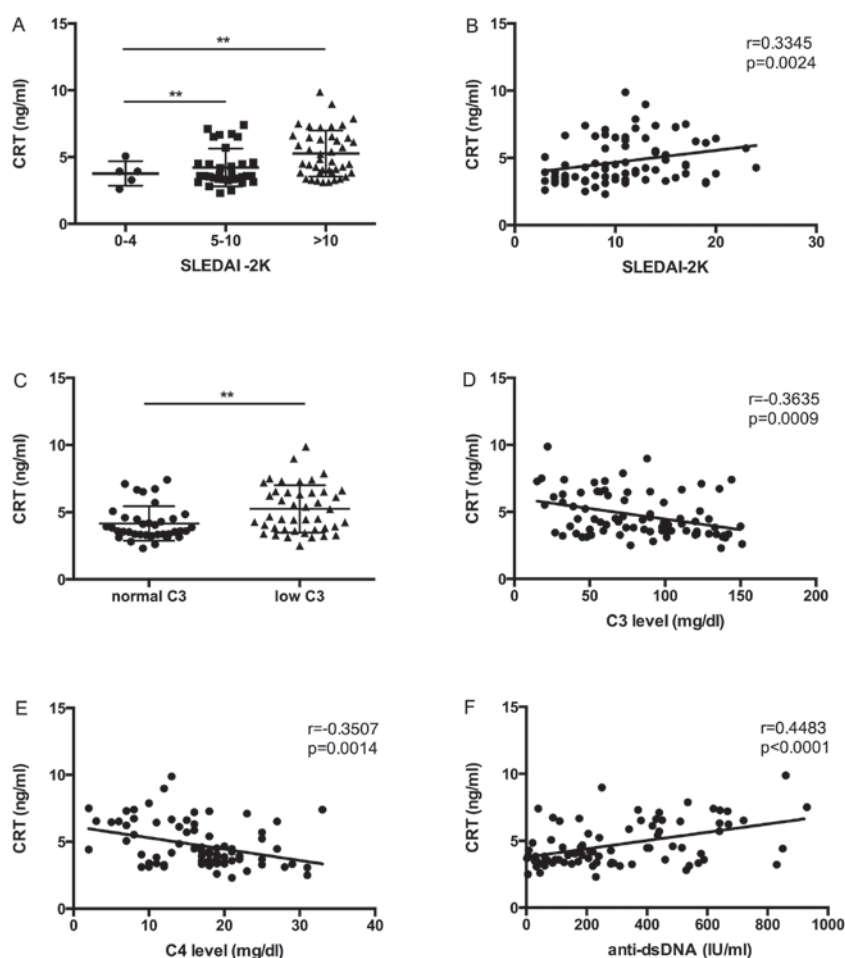 A
CRT (ng/ml)
15
10
5
0
**
**
0-4
5-10
>10
SLEDAI -2K
B
CRT (ng/ml)
15
10
5
0
r=0.3345
p=0.0024
0
10
20
30
SLEDAI-2K
C
CRT (ng/ml)
15
10
5
0
**
normal C3
low C3
D
CRT (ng/ml)
15
10
5
0
r=-0.3635
p=0.0009
0
50
100
150
200
C3 level (mg/dl)
E
CRT (ng/ml)
15
10
5
0
r=-0.3507
p=0.0014
0
10
20
30
40
C4 level (mg/dl)
F
CRT (ng/ml)
15
10
5
0
r=0.4483
p<0.0001
0
200
400
600
800
1000
anti-dsDNA (IU/ml)